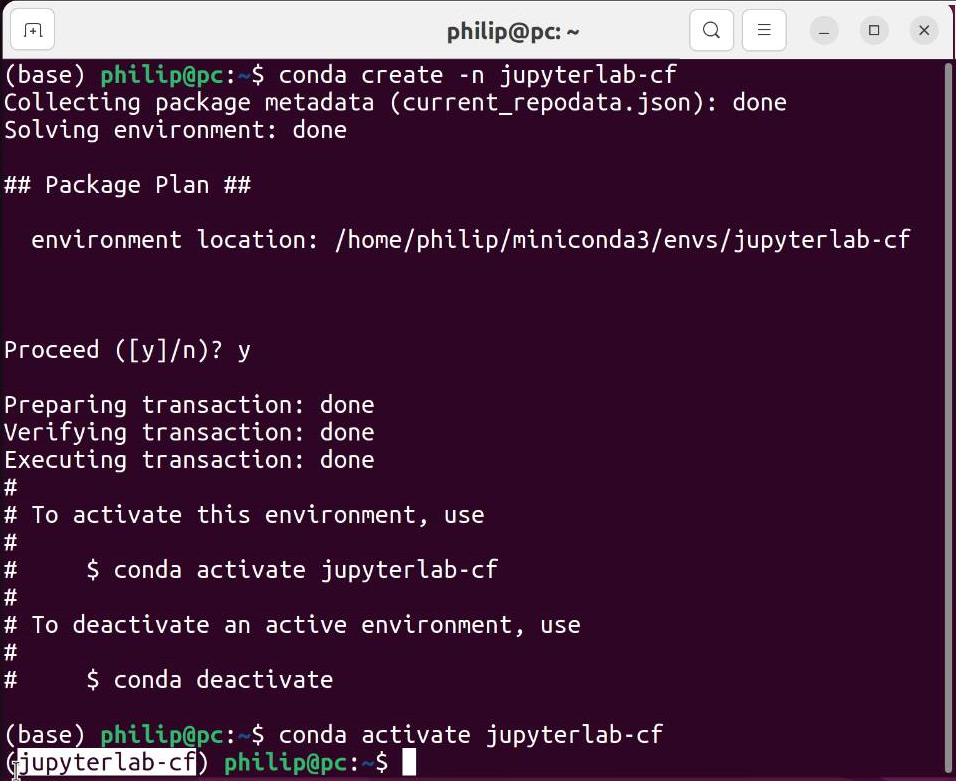 philip@pc: ~
(base) philip@pc:~$ conda create -n jupyterlab-cf
Collecting package metadata (current_repodata.json): done
Solving environment: done
## Package Plan ##
environment location: /home/philip/miniconda3/envs/jupyterlab-cf
Proceed ([y]/n)? y
Preparing transaction: done
Verifying transaction: done
Executing transaction: done
#
# To activate this environment, use
#
#     $ conda activate jupyterlab-cf
#
# To deactivate an active environment, use
#
#     $ conda deactivate
(base) philip@pc:~$ conda activate jupyterlab-cf
(jupyterlab-cf) philip@pc:~$